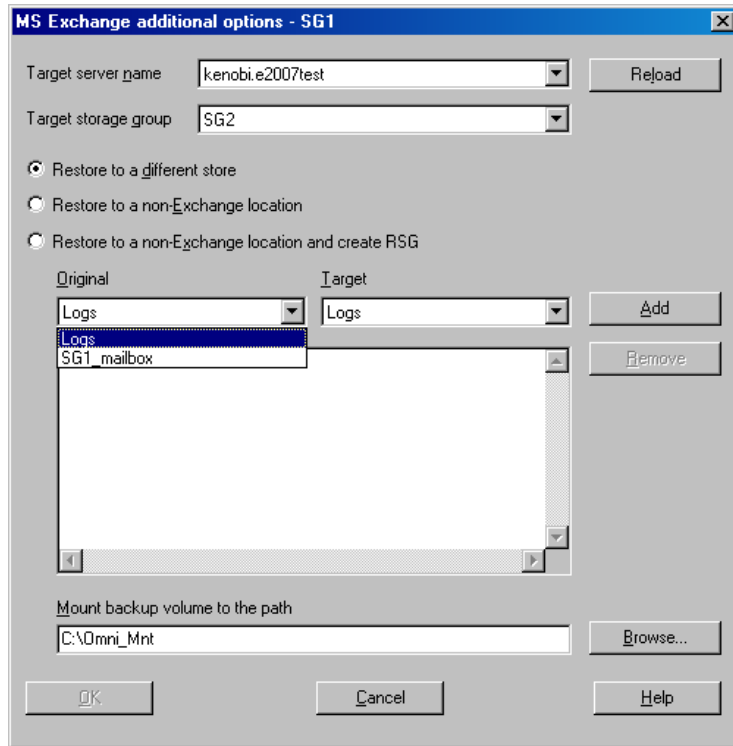 MS Exchange additional options - SG1
Target server name kenobi.e2007test Reload
Target storage group SG2
Restore to a different store
Restore to a non-Exchange location
Restore to a non-Exchange location and create RSG
Original Target
Logs Logs Add
Logs
SG1_mailbox Remove
Mount backup volume to the path
C:\Omni_Mnt Browse...
OK Cancel Help